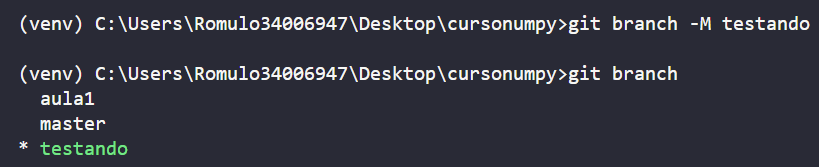 (venv) C:\Users\Romulo34006947\Desktop\cursonumpy>git branch -M testando
(venv) C:\Users\Romulo34006947\Desktop\cursonumpy>git branch
aula1
master
* testando